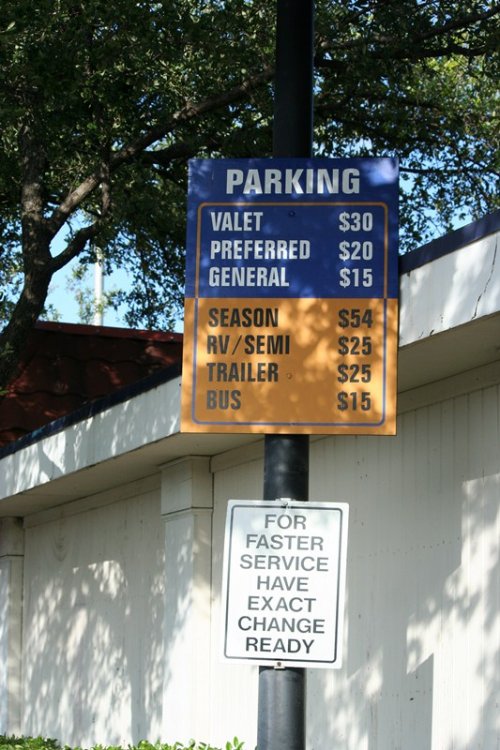 PARKING
VALET $30
PREFERRED $20
GENERAL $15
SEASON $54
RV/SEMI $25
TRAILER $25
BUS $15
FOR
FASTER
SERVICE
HAVE
EXACT
CHANGE
READY